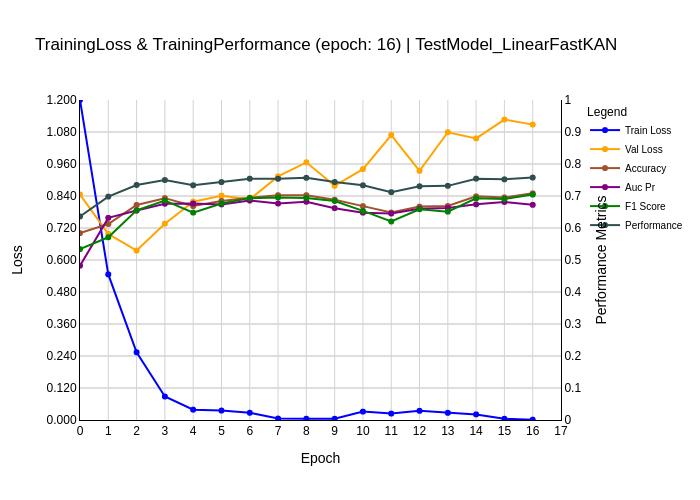 TrainingLoss & TrainingPerformance (epoch: 16) | TestModel_LinearFastKAN
Legend
Train Loss
Val Loss
Accuracy
Auc Pr
F1 Score
Performance
Loss
1.200
1.080
0.960
0.840
0.720
0.600
0.480
0.360
0.240
0.120
0.000
1
0.9
0.8
0.7
0.6
0.5
0.4
0.3
0.2
0.1
0
Performance Metrics
0 1 2 3 4 5 6 7 8 9 10 11 12 13 14 15 16 17
Epoch